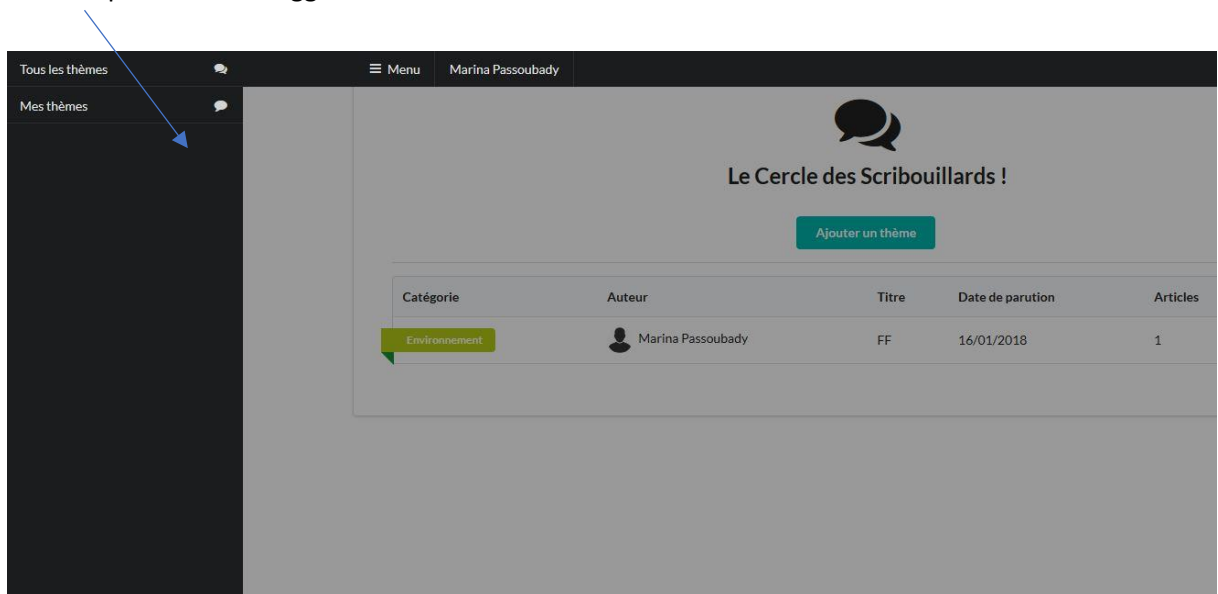 Tous les thèmes
Mes thèmes
Menu Marina Passoubady
Le Cercle des Scribouillards !
Ajouter un thème
Catégorie Auteur Titre Date de parution Articles
Environnement Marina Passoubady FF 16/01/2018 1